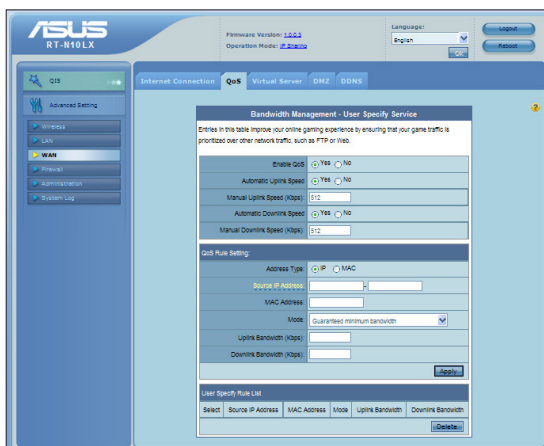 ASUS
RT-N10LX
Firmware Version: 1.0.0.3
Operation Mode: IP Sharing
Language:
English
Go
Logout
Reboot
QIS
Advanced Setting
Wireless
LAN
WAN
Firewall
Administration
System Log
Internet Connection QoS Virtual Server DMZ DDNS
?
Bandwidth Management - User Specify Service
Entries in this table improve your online gaming experience by ensuring that your game traffic is
prioritized over other network traffic, such as FTP or Web.
Enable QoS Yes No
Automatic Uplink Speed Yes No
Manual Uplink Speed (Kbps): 512
Automatic Downlink Speed Yes No
Manual Downlink Speed (Kbps): 512
QoS Rule Setting:
Address Type: IP MAC
Source IP Address: -
MAC Address:
Mode: Guaranteed minimum bandwidth
Uplink Bandwidth (Kbps):
Downlink Bandwidth (Kbps):
Apply
User Specify Rule List
Select Source IP Address MAC Address Mode Uplink Bandwidth Downlink Bandwidth
Delete